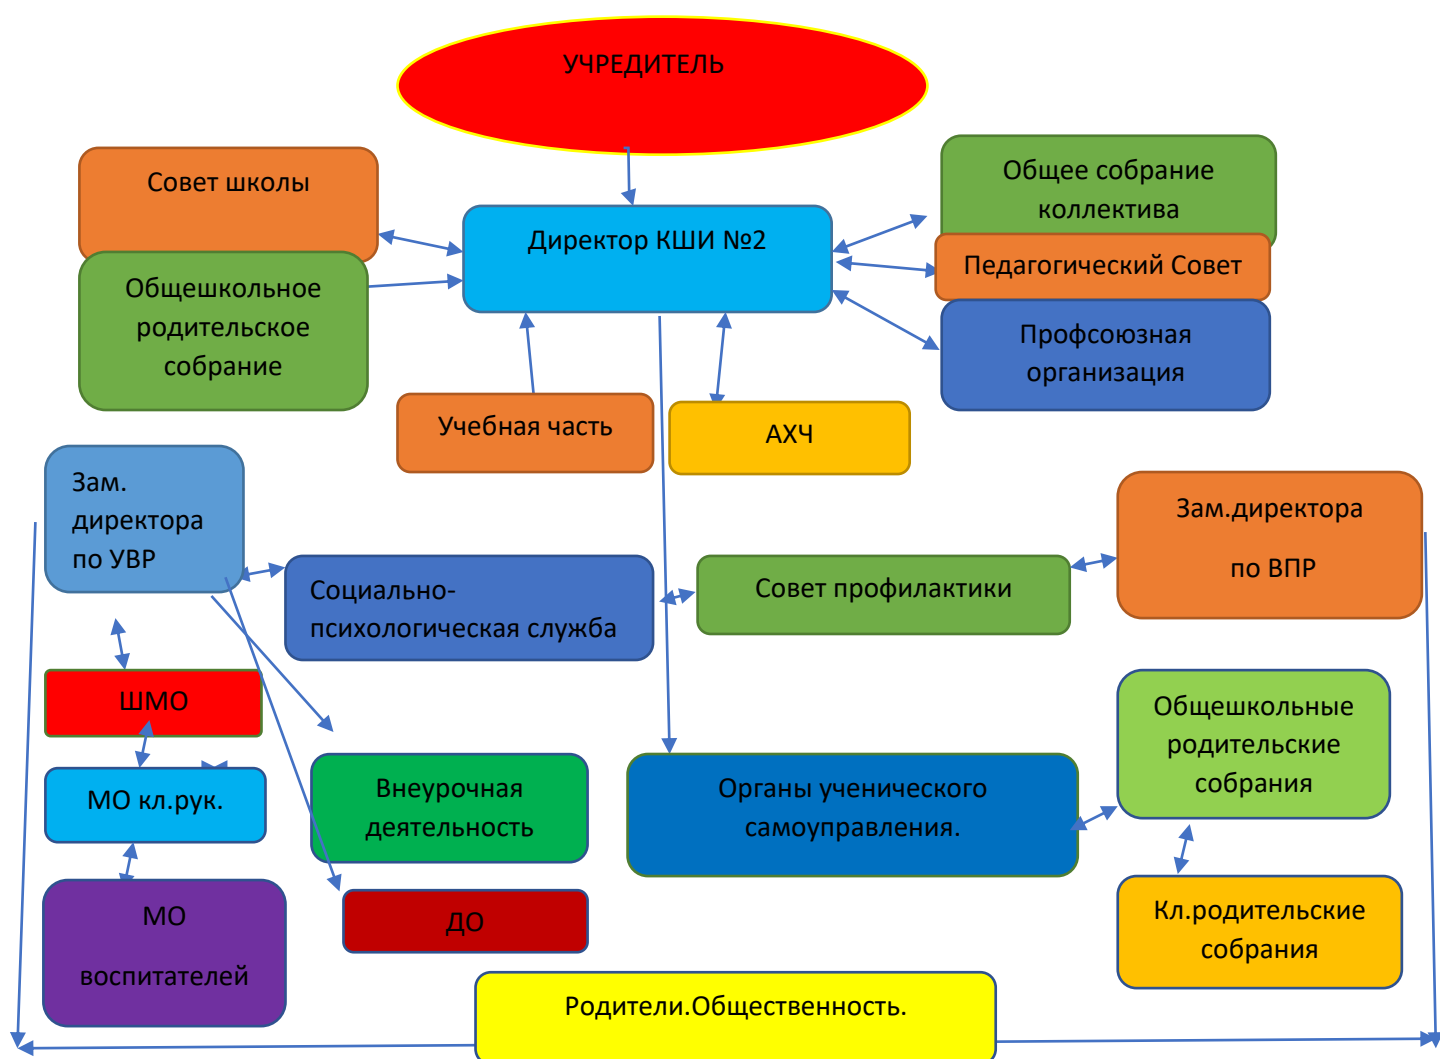 УЧРЕДИТЕЛЬ
Совет школы
Общее собрание
коллектива
Директор КШИ №2
Педагогический Совет
Общешкольное
родительское
собрание
Профсоюзная
организация
Учебная часть
АХЧ
Зам.
директора
по УВР
Зам.директора
по ВПР
Социально-
психологическая служба
Совет профилактики
ШМО
Общешкольные
родительские
собрания
МО кл.рук.
Внеурочная
деятельность
Органы ученического
самоуправления.
МО
воспитателей
ДО
Кл.родительские
собрания
Родители.Общественность.